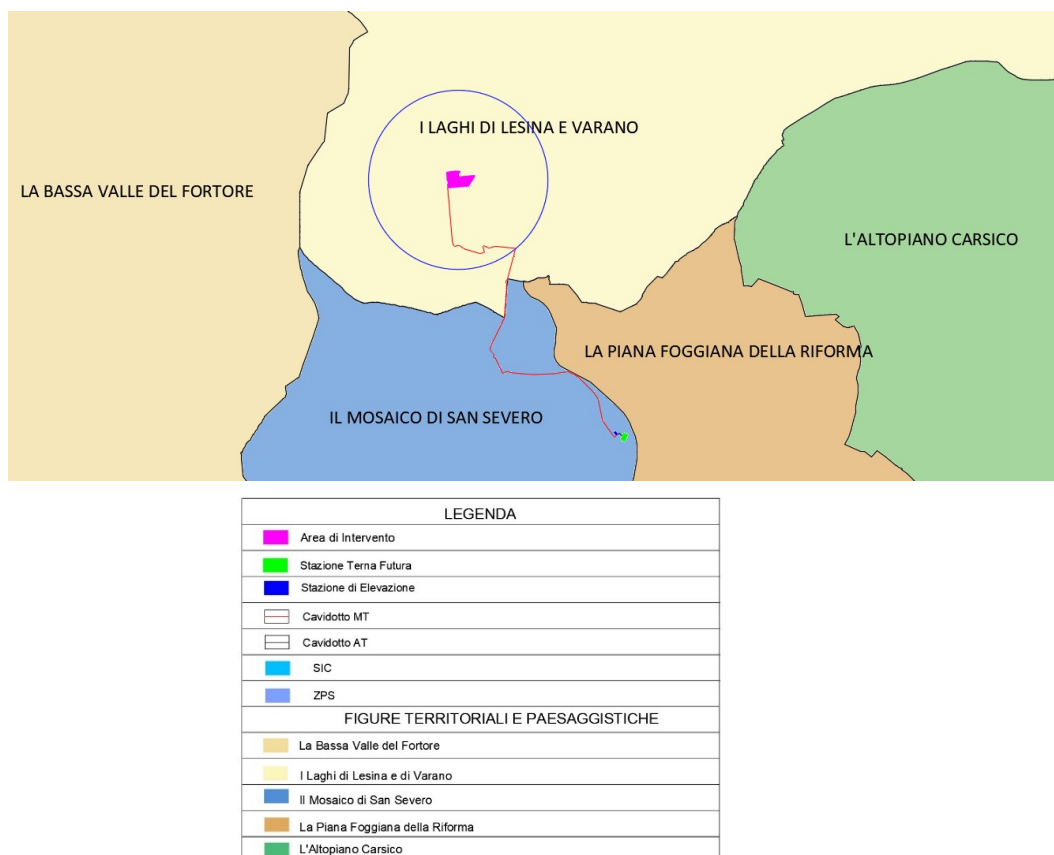 I LAGHI DI LESINA E VARANO
LA BASSA VALLE DEL FORTORE
L'ALTOPIANO CARSICO
LA PIANA FOGGIANA DELLA RIFORMA
IL MOSAICO DI SAN SEVERO
LEGENDA
Area di Intervento
Stazione Terna Futura
Stazione di Elevazione
Cavidotto MT
Cavidotto AT
SIC
ZPS
FIGURE TERRITORIALI E PAESAGGISTICHE
La Bassa Valle del Fortore
I Laghi di Lesina e di Varano
Il Mosaico di San Severo
La Piana Foggiana della Riforma
L'Altopiano Carsico